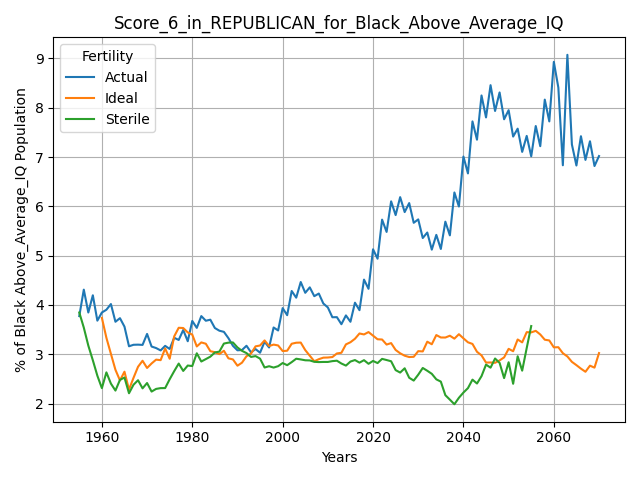 Score_6_in_REPUBLICAN_for_Black_Above_Average_IQ
% of Black Above_Average_IQ Population
9
8
7
6
5
4
3
2
Fertility
Actual
Ideal
Sterile
1960 1980 2000 2020 2040 2060
Years